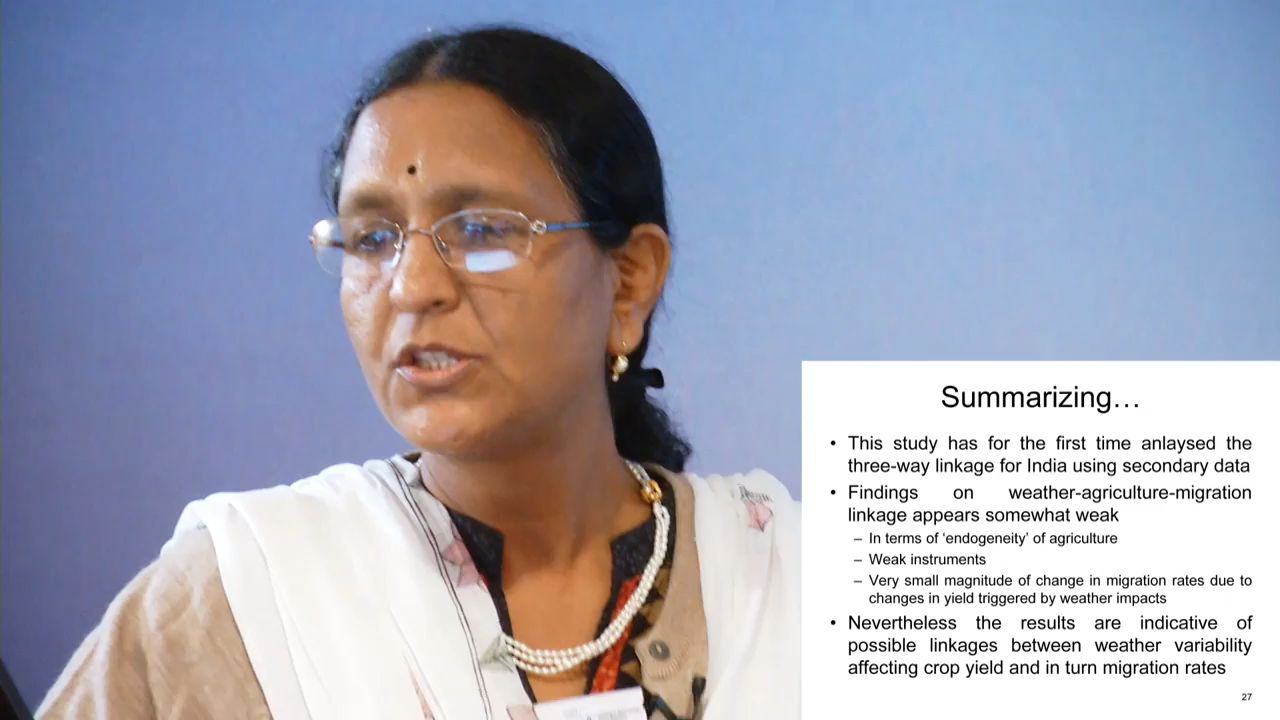 Summarizing…
• This study has for the first time anlaysed the
three-way linkage for India using secondary data
• Findings on weather-agriculture-migration
linkage appears somewhat weak
– In terms of ‘endogeneity’ of agriculture
– Weak instruments
– Very small magnitude of change in migration rates due to
changes in yield triggered by weather impacts
• Nevertheless the results are indicative of
possible linkages between weather variability
affecting crop yield and in turn migration rates
27